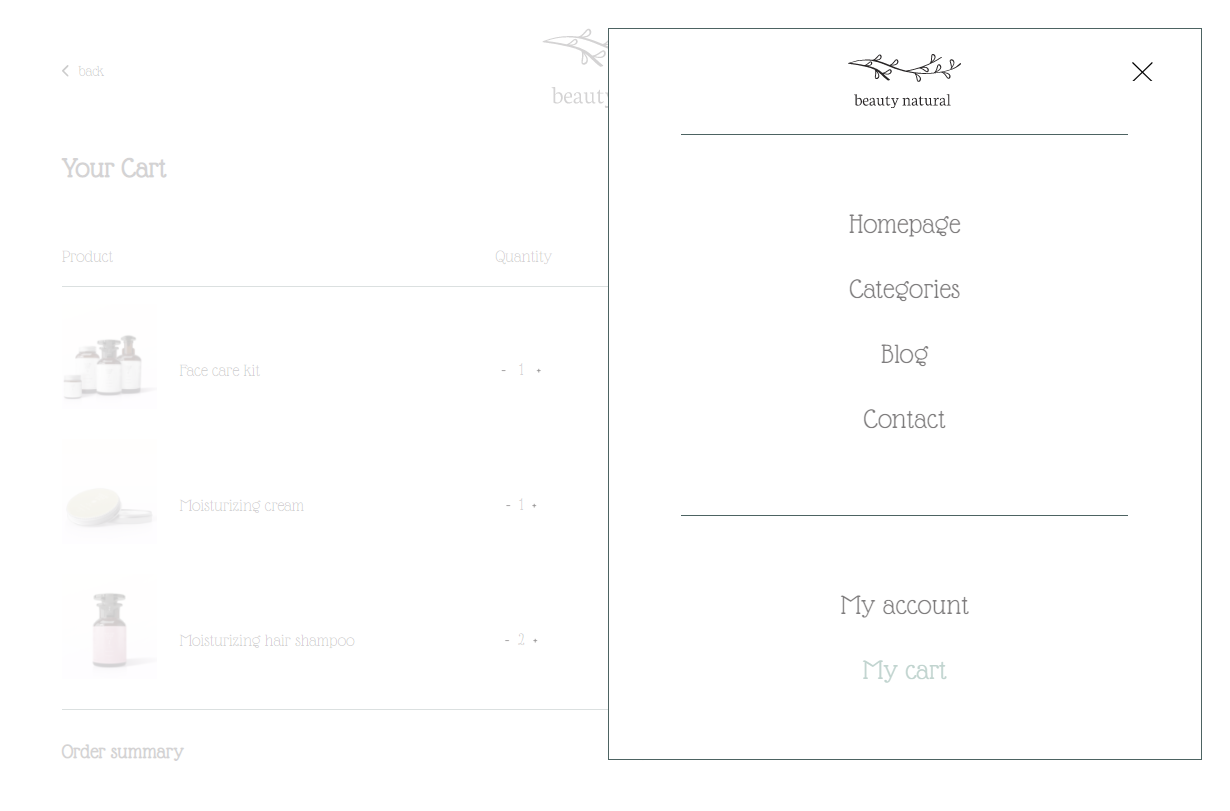 back
beauty
Your Cart
Product Quantity
Face care kit - 1 +
Moisturizing cream - 1 +
Moisturizing hair shampoo - 2 +
Order summary
beauty natural
Homepage
Categories
Blog
Contact
My account
My cart